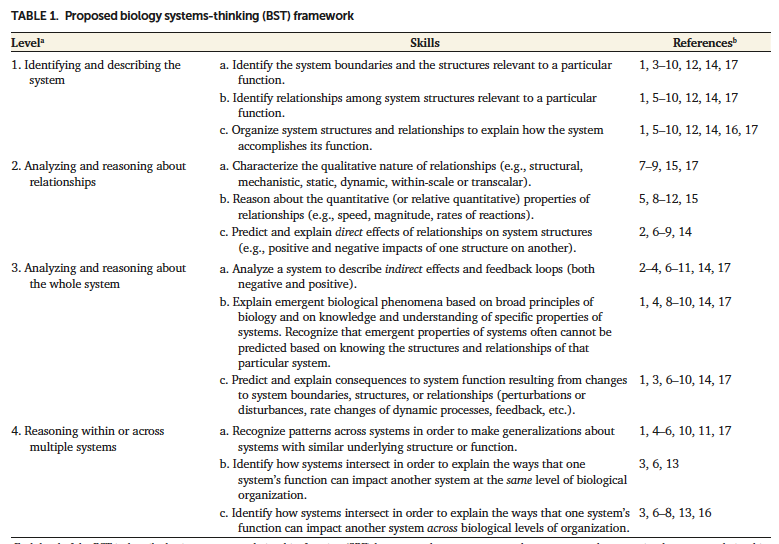 TABLE 1. Proposed biology systems-thinking (BST) framework
Levelᵃ Skills Referencesᵇ
1. Identifying and describing the system
a. Identify the system boundaries and the structures relevant to a particular
function.
1, 3–10, 12, 14, 17
b. Identify relationships among system structures relevant to a particular
function.
1, 5–10, 12, 14, 17
c. Organize system structures and relationships to explain how the system
accomplishes its function.
1, 5–10, 12, 14, 16, 17
2. Analyzing and reasoning about
relationships
a. Characterize the qualitative nature of relationships (e.g., structural,
mechanistic, static, dynamic, within-scale or transcalar).
7–9, 15, 17
b. Reason about the quantitative (or relative quantitative) properties of
relationships (e.g., speed, magnitude, rates of reactions).
5, 8–12, 15
c. Predict and explain direct effects of relationships on system structures
(e.g., positive and negative impacts of one structure on another).
2, 6–9, 14
3. Analyzing and reasoning about
the whole system
a. Analyze a system to describe indirect effects and feedback loops (both
negative and positive).
2–4, 6–11, 14, 17
b. Explain emergent biological phenomena based on broad principles of
biology and on knowledge and understanding of specific properties of
systems. Recognize that emergent properties of systems often cannot be
predicted based on knowing the structures and relationships of that
particular system.
1, 4, 8–10, 14, 17
c. Predict and explain consequences to system function resulting from changes
to system boundaries, structures, or relationships (perturbations or
disturbances, rate changes of dynamic processes, feedback, etc.).
1, 3, 6–10, 14, 17
4. Reasoning within or across
multiple systems
a. Recognize patterns across systems in order to make generalizations about
systems with similar underlying structure or function.
1, 4–6, 10, 11, 17
b. Identify how systems intersect in order to explain the ways that one
system’s function can impact another system at the same level of biological
organization.
3, 6, 13
c. Identify how systems intersect in order to explain the ways that one system’s
function can impact another system across biological levels of organization.
3, 6–8, 13, 16